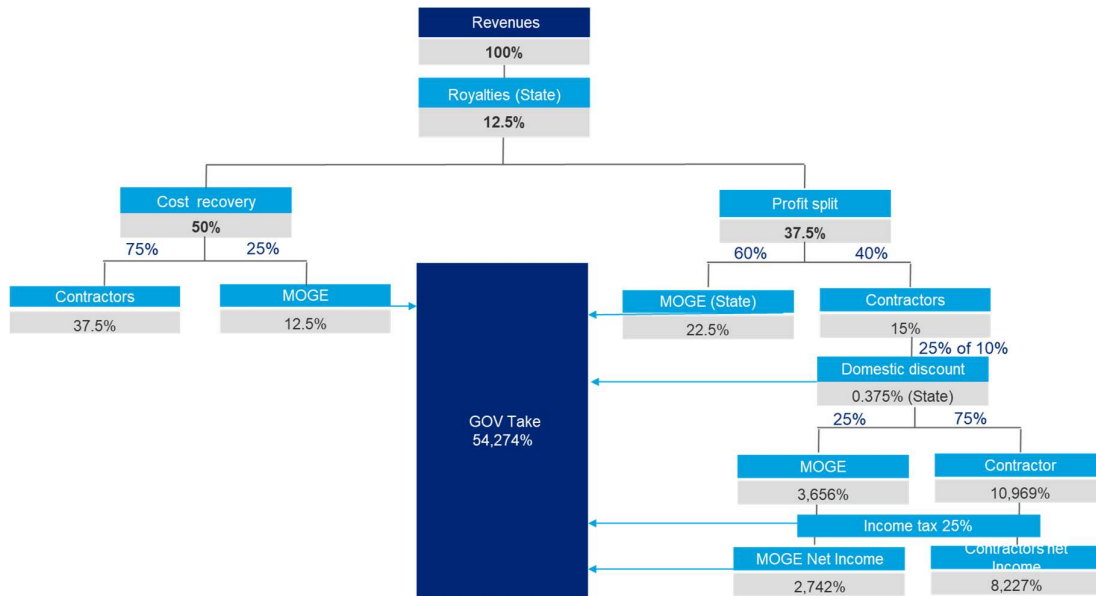 Revenues
100%
Royalties (State)
12.5%
Cost recovery
50%
75%
25%
Contractors
37.5%
MOGE
12.5%
Profit split
37.5%
60%
40%
MOGE (State)
22.5%
Contractors
15%
25% of 10%
Domestic discount
0.375% (State)
25%
75%
MOGE
3,656%
Contractor
10,969%
Income tax 25%
MOGE Net Income
2,742%
Contractors net
Income
8,227%
GOV Take
54,274%